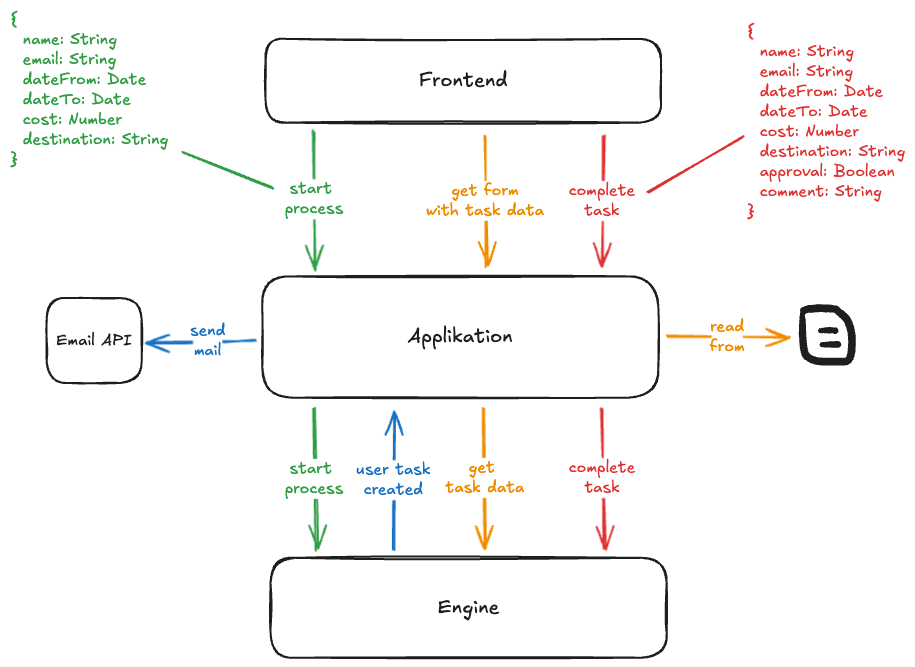 {
name: String
email: String
dateFrom: Date
dateTo: Date
cost: Number
destination: String
}
Frontend
{
name: String
email: String
dateFrom: Date
dateTo: Date
cost: Number
destination: String
approval: Boolean
comment: String
}
start
process
get form
with task data
complete
task
Email API
send
mail
Applikation
read
from
start
process
user task
created
get
task data
complete
task
Engine